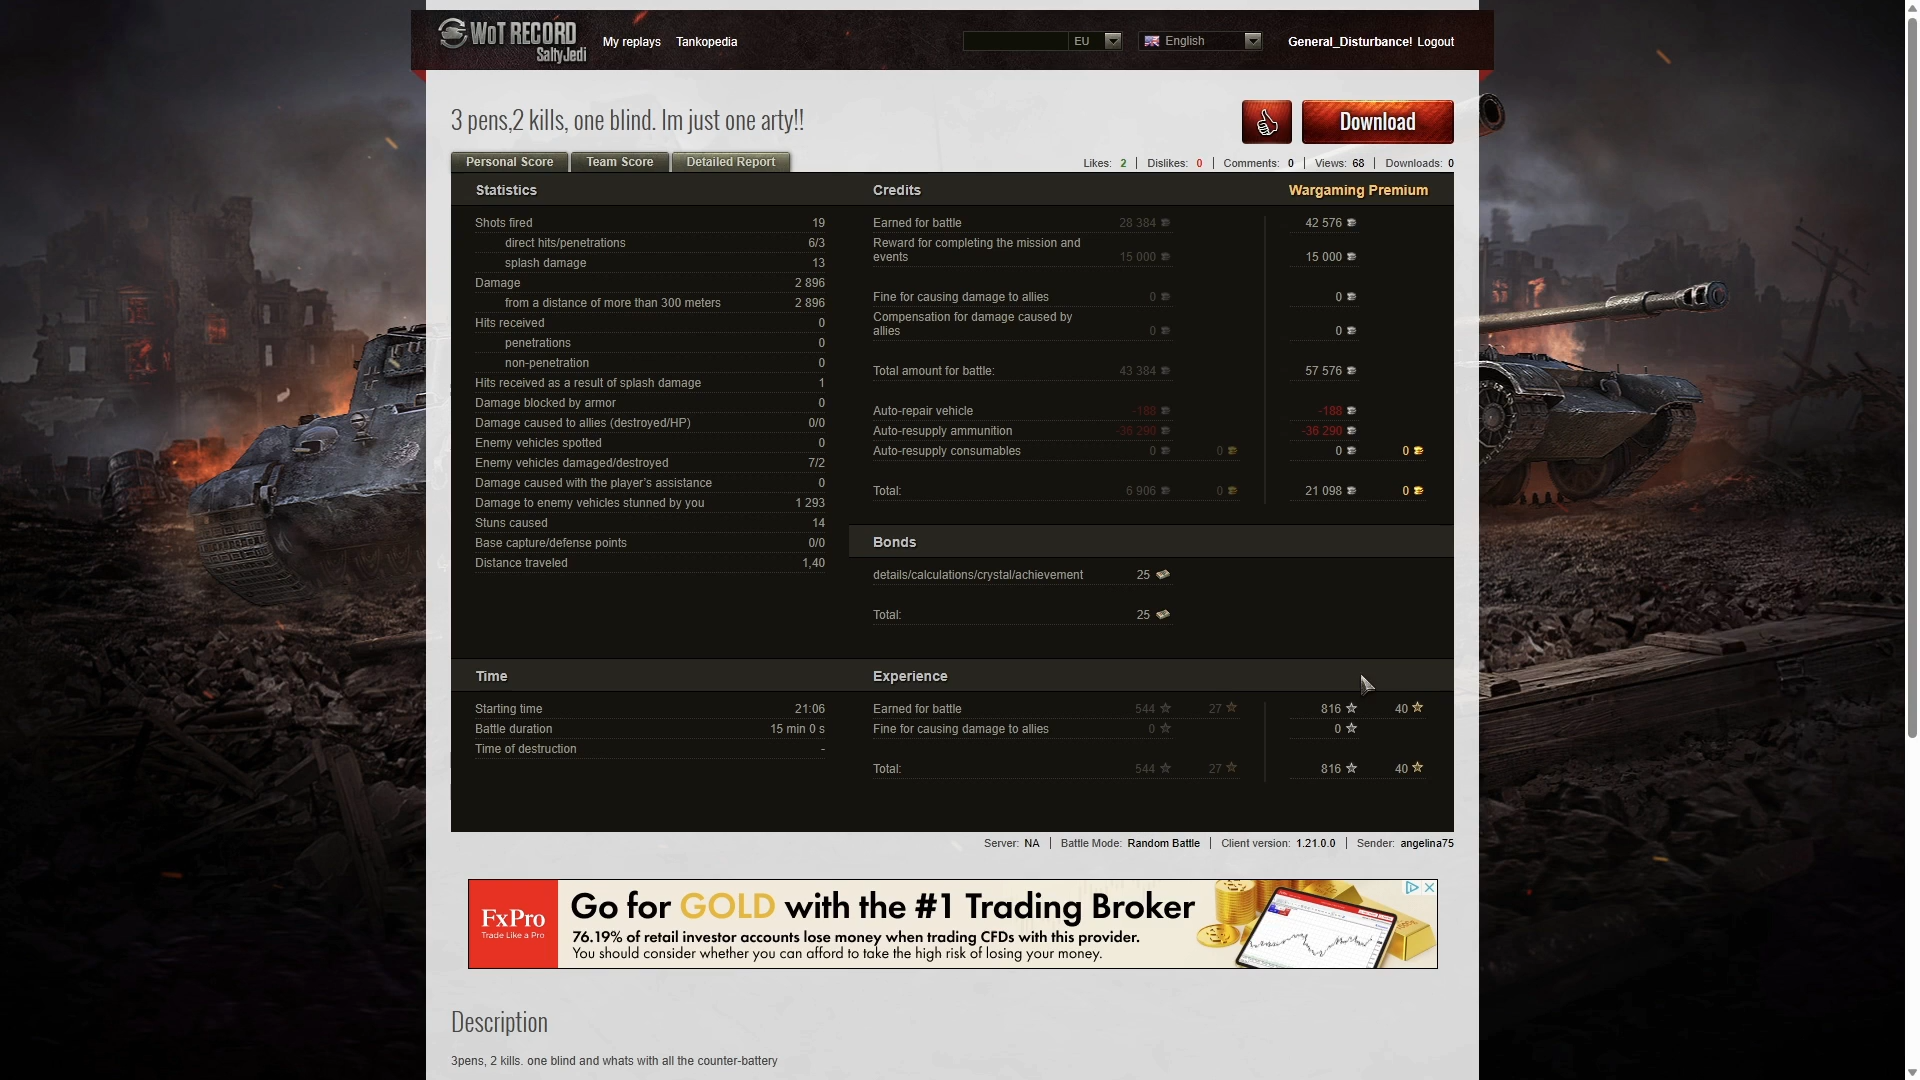 WoT RECORD
SaltyJedi
My replays
Tankopedia
EU
English
General_Disturbance! Logout
3 pens,2 kills, one blind. Im just one arty!!
Download
Personal Score
Team Score
Detailed Report
Likes: 2 | Dislikes: 0 | Comments: 0 | Views: 68 | Downloads: 0
Statistics
Shots fired 19
direct hits/penetrations 6/3
splash damage 13
Damage 2 896
from a distance of more than 300 meters 2 896
Hits received 0
penetrations 0
non-penetration 0
Hits received as a result of splash damage 1
Damage blocked by armor 0
Damage caused to allies (destroyed/HP) 0/0
Enemy vehicles spotted 0
Enemy vehicles damaged/destroyed 7/2
Damage caused with the player's assistance 0
Damage to enemy vehicles stunned by you 1 293
Stuns caused 14
Base capture/defense points 0/0
Distance traveled 1,40
Credits
Wargaming Premium
Earned for battle 28 384 42 576
Reward for completing the mission and
events 15 000 15 000
Fine for causing damage to allies 0 0
Compensation for damage caused by
allies 0 0
Total amount for battle: 43 384 57 576
Auto-repair vehicle -188 -188
Auto-resupply ammunition -36 290 -36 290
Auto-resupply consumables 0 0 0 0
Total: 6 906 0 21 098 0
Bonds
details/calculations/crystal/achievement 25
Total: 25
Time
Starting time 21:06
Battle duration 15 min 0 s
Time of destruction -
Experience
Earned for battle 544 27 816 40
Fine for causing damage to allies 0 0
Total: 544 27 816 40
Server: NA | Battle Mode: Random Battle | Client version: 1.21.0.0 | Sender: angelina75
FxPro
Trade Like a Pro
Go for GOLD with the #1 Trading Broker
76.19% of retail investor accounts lose money when trading CFDs with this provider.
You should consider whether you can afford to take the high risk of losing your money.
Description
3pens, 2 kills. one blind and whats with all the counter-battery